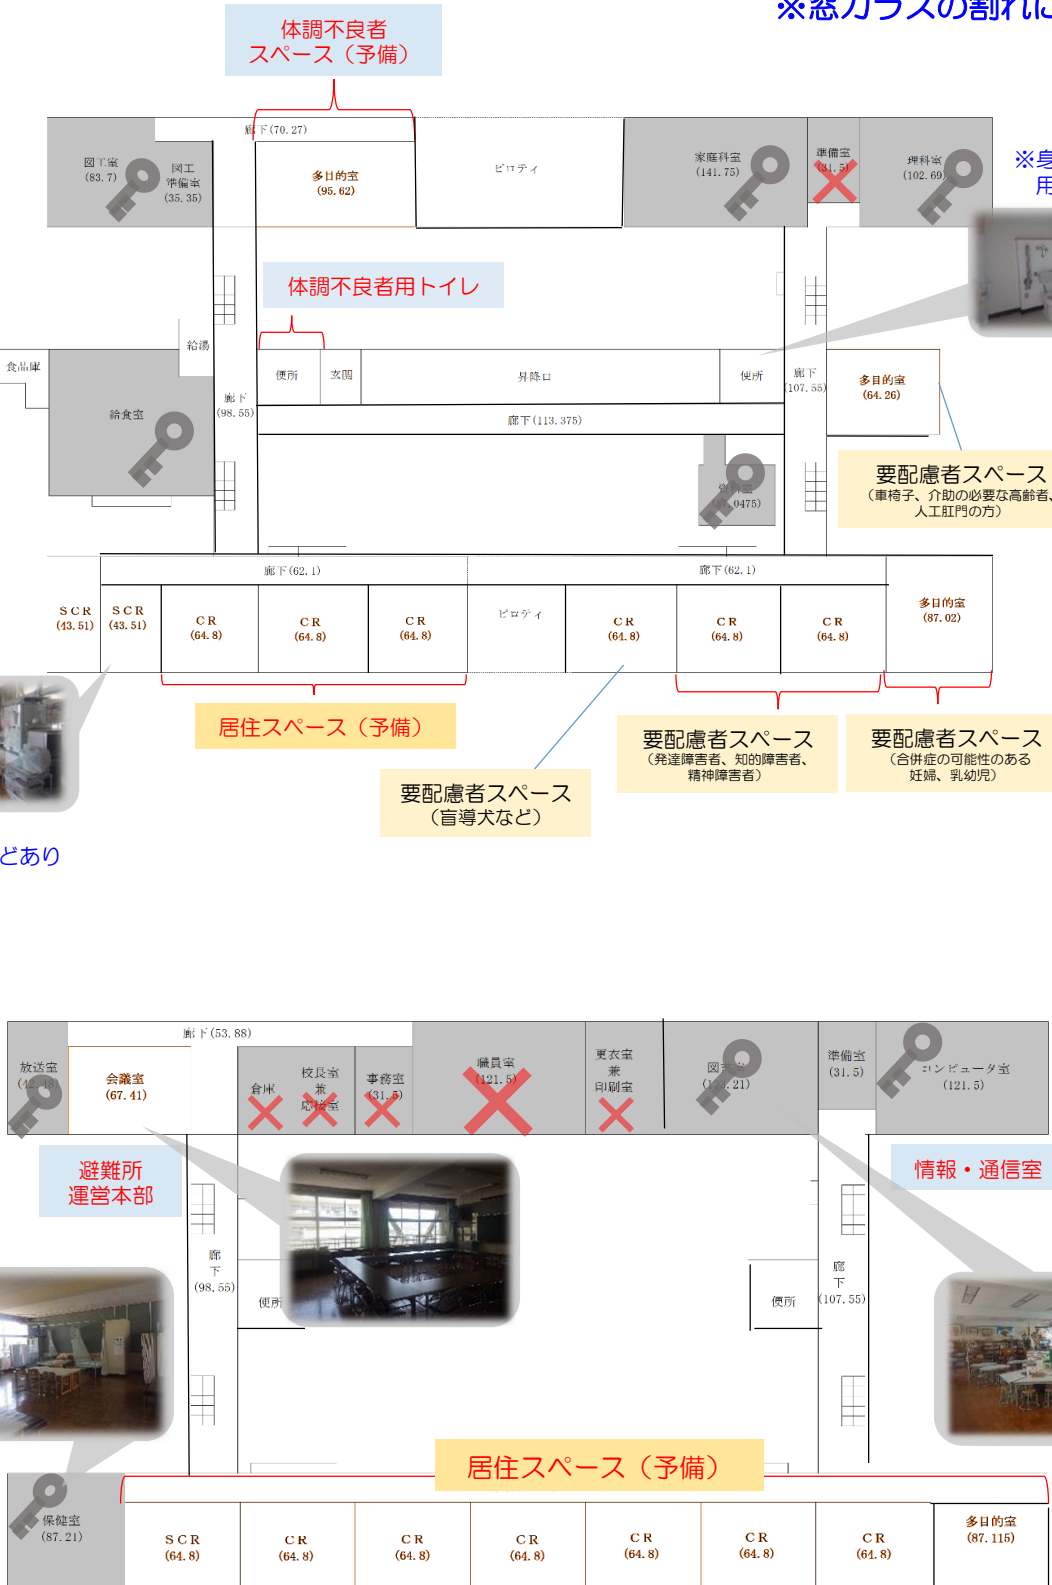 ※窓ガラスの割れに
体調不良者
スペース（予備）
廊下(70.27)
図工室
(83.7)
図工
準備室
(35.35)
多目的室
(95.62)
ピロティ
家庭科室
(141.75)
準備室
(31.5)
理科室
(102.69)
※身
用
体調不良者用トイレ
食品庫
給湯
給食室
廊下
(98.55)
便所
玄関
昇降口
便所
廊下
(107.55)
多目的室
(64.26)
廊下(113.375)
要配慮者スペース
（車椅子、介助の必要な高齢者、
人工肛門の方）
廊下(62.1)
廊下(62.1)
SCR
(43.51)
SCR
(43.51)
CR
(64.8)
CR
(64.8)
CR
(64.8)
ピロティ
CR
(64.8)
CR
(64.8)
CR
(64.8)
多目的室
(87.02)
居住スペース（予備）
要配慮者スペース
（発達障害者、知的障害者、
精神障害者）
要配慮者スペース
（合併症の可能性のある
妊婦、乳幼児）
要配慮者スペース
（盲導犬など）
どあり
廊下(53.88)
放送室
会議室
(67.41)
倉庫
校長室
兼
応接室
事務室
(31.5)
職員室
(121.5)
更衣室
兼
印刷室
準備室
(31.5)
コンピュータ室
(121.5)
避難所
運営本部
情報・通信室
廊
下
(98.55)
便所
便所
廊
下
(107.55)
居住スペース（予備）
保健室
(87.21)
SCR
(64.8)
CR
(64.8)
CR
(64.8)
CR
(64.8)
CR
(64.8)
CR
(64.8)
CR
(64.8)
多目的室
(87.115)